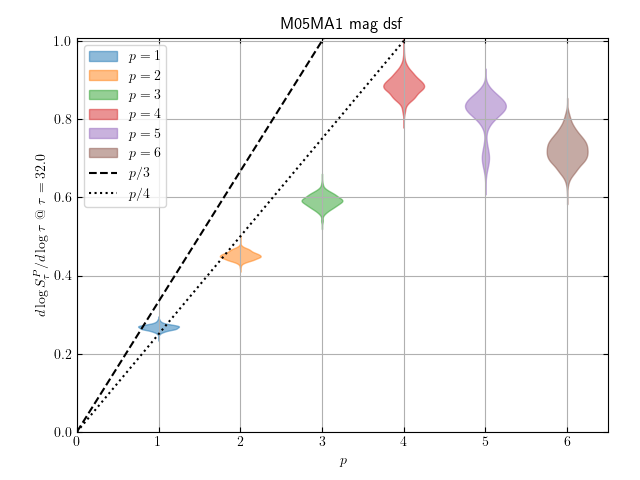 M05MA1 mag dsf
1.0
0.8
0.6
0.4
0.2
0.0
d log S_τ^P / d log τ @ τ = 32.0
p = 1
p = 2
p = 3
p = 4
p = 5
p = 6
p/3
p/4
0 1 2 3 4 5 6
p